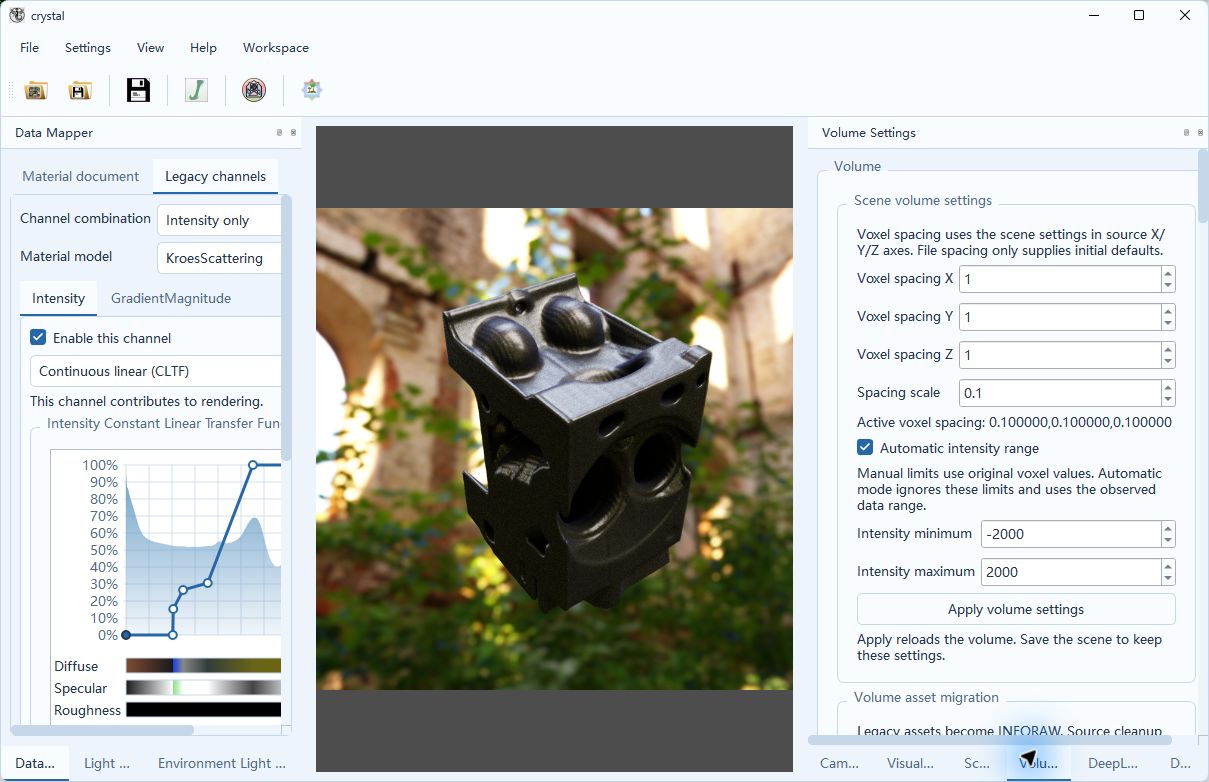 crystal
File Settings View Help Workspace
Data Mapper
Material document Legacy channels
Channel combination Intensity only
Material model KroesScattering
Intensity GradientMagnitude
Enable this channel
Continuous linear (CLTF)
This channel contributes to rendering.
Intensity Constant Linear Transfer Fun
100%
90%
80%
70%
60%
50%
40%
30%
20%
10%
0%
Diffuse
Specular
Roughness
Data... Light ... Environment Light ...
Volume Settings
Volume
Scene volume settings
Voxel spacing uses the scene settings in source X/
Y/Z axes. File spacing only supplies initial defaults.
Voxel spacing X 1
Voxel spacing Y 1
Voxel spacing Z 1
Spacing scale 0.1
Active voxel spacing: 0.100000,0.100000,0.100000
Automatic intensity range
Manual limits use original voxel values. Automatic
mode ignores these limits and uses the observed
data range.
Intensity minimum -2000
Intensity maximum 2000
Apply volume settings
Apply reloads the volume. Save the scene to keep
these settings.
Volume asset migration
Legacy assets become INFORAW. Source cleanup
Cam... Visual... Sc... Volu... DeepL... D...